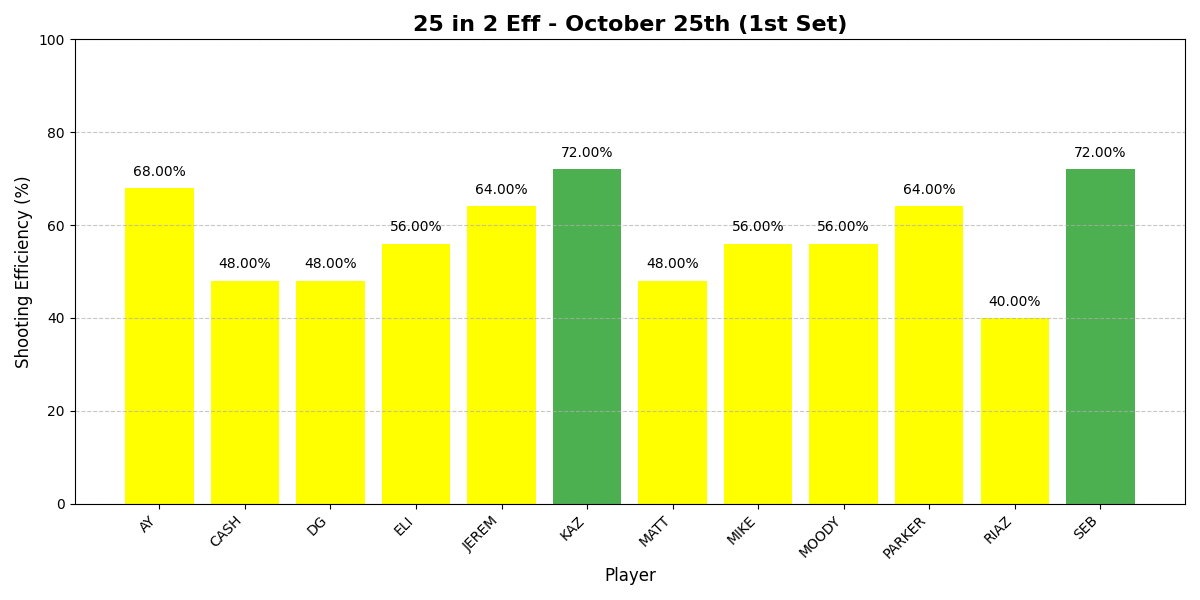 25 in 2 Eff - October 25th (1st Set)
Shooting Efficiency (%)
100
80
60
40
20
0
68.00%
48.00%
48.00%
56.00%
64.00%
72.00%
48.00%
56.00%
56.00%
64.00%
40.00%
72.00%
AY
CASH
DG
ELI
JEREM
KAZ
MATT
MIKE
MOODY
PARKER
RIAZ
SEB
Player